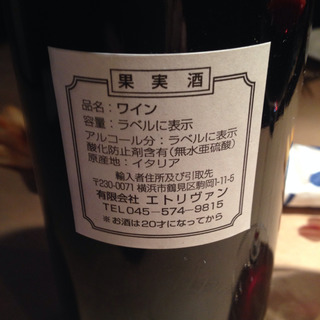 果実酒
品名：ワイン
容量：ラベルに表示
アルコール分：ラベルに表示
酸化防止剤含有（無水亜硫酸）
原産地：イタリア
輸入者住所及び引取先
〒230-0071 横浜市鶴見区駒岡1-11-5
有限会社 エトリヴァン
TEL045-574-9815
※お酒は20才になってから